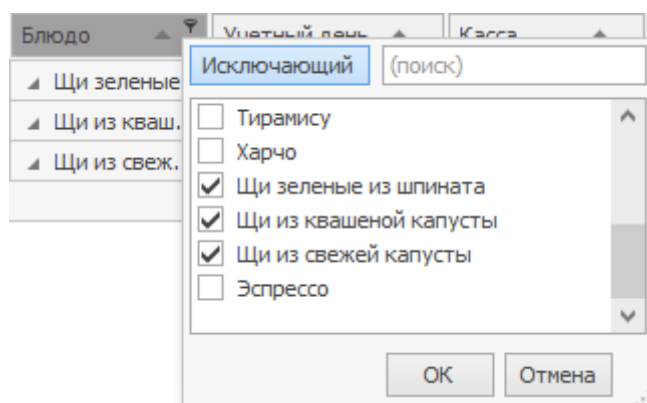 Блюдо Учетный день Касса
Исключающий (поиск)
Щи зеленые
Щи из кваш.
Щи из свеж.
Тирамису
Харчо
Щи зеленые из шпината
Щи из квашеной капусты
Щи из свежей капусты
Эспрессо
ОК Отмена